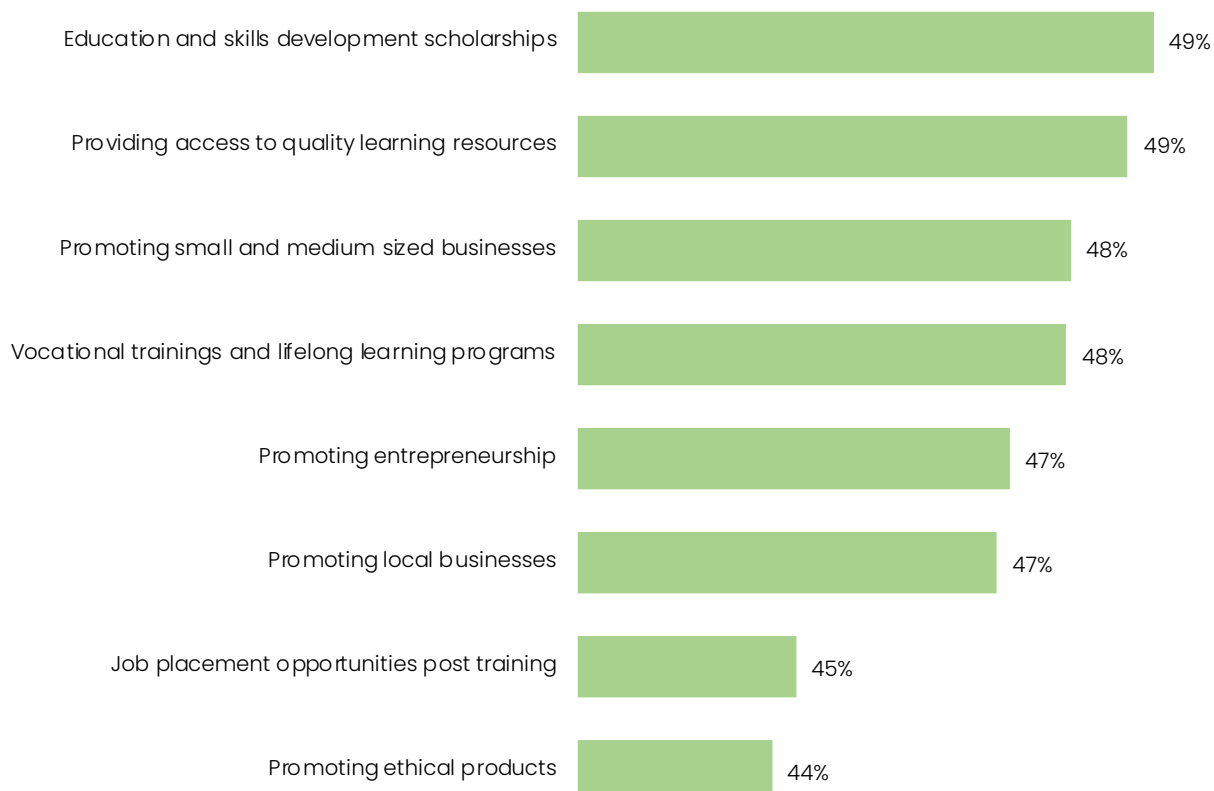 Education and skills development scholarships 49%
Providing access to quality learning resources 49%
Promoting small and medium sized businesses 48%
Vocational trainings and lifelong learning programs 48%
Promoting entrepreneurship 47%
Promoting local businesses 47%
Job placement opportunities post training 45%
Promoting ethical products 44%